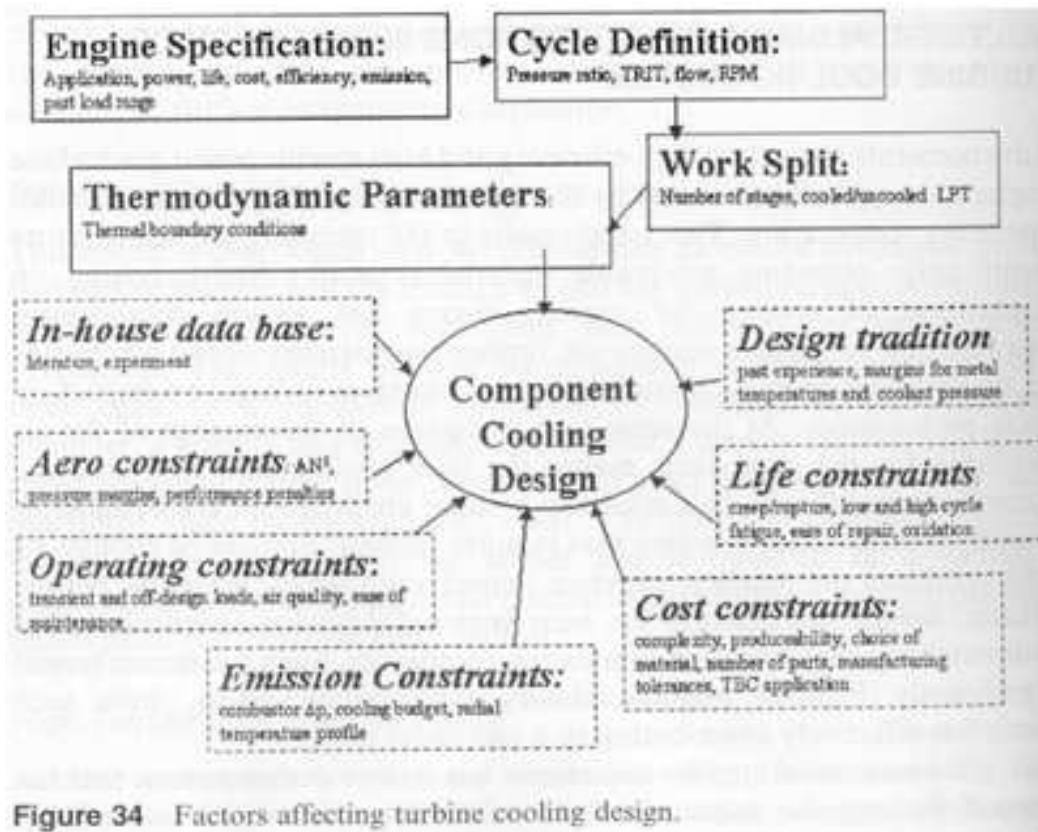 Engine Specification:
Application, power, life, cost, efficiency, emission,
part load range
Cycle Definition:
Pressure ratio, TRIT, flow, RPM
Work Split:
Number of stages, cooled/uncooled LPT
Thermodynamic Parameters
Thermal boundary conditions
In-house data base:
literature, experiment
Design tradition
past experience, margins for metal
temperatures and coolant pressure
Component
Cooling
Design
Aero constraints: AN²,
pressure margins, performance penalties
Life constraints
creep/rupture, low and high cycle
fatigue, ease of repair, oxidation
Operating constraints:
transient and off-design loads, air quality, ease of
maintenance
Cost constraints:
complexity, produceability, choice of
material, number of parts, manufacturing
tolerances, TBC application
Emission Constraints:
combustor Δp, cooling budget, radial
temperature profile
Figure 34 Factors affecting turbine cooling design.